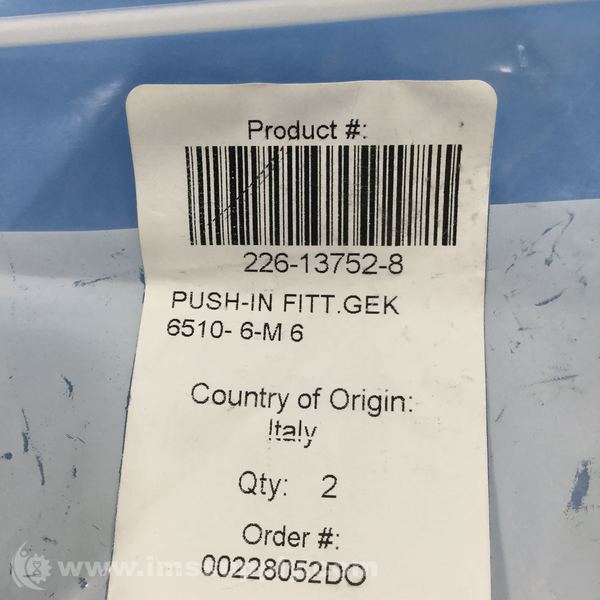 Product #:
226-13752-8
PUSH-IN FITT.GEK
6510- 6-M 6
Country of Origin:
Italy
Qty: 2
Order #:
00228052DO